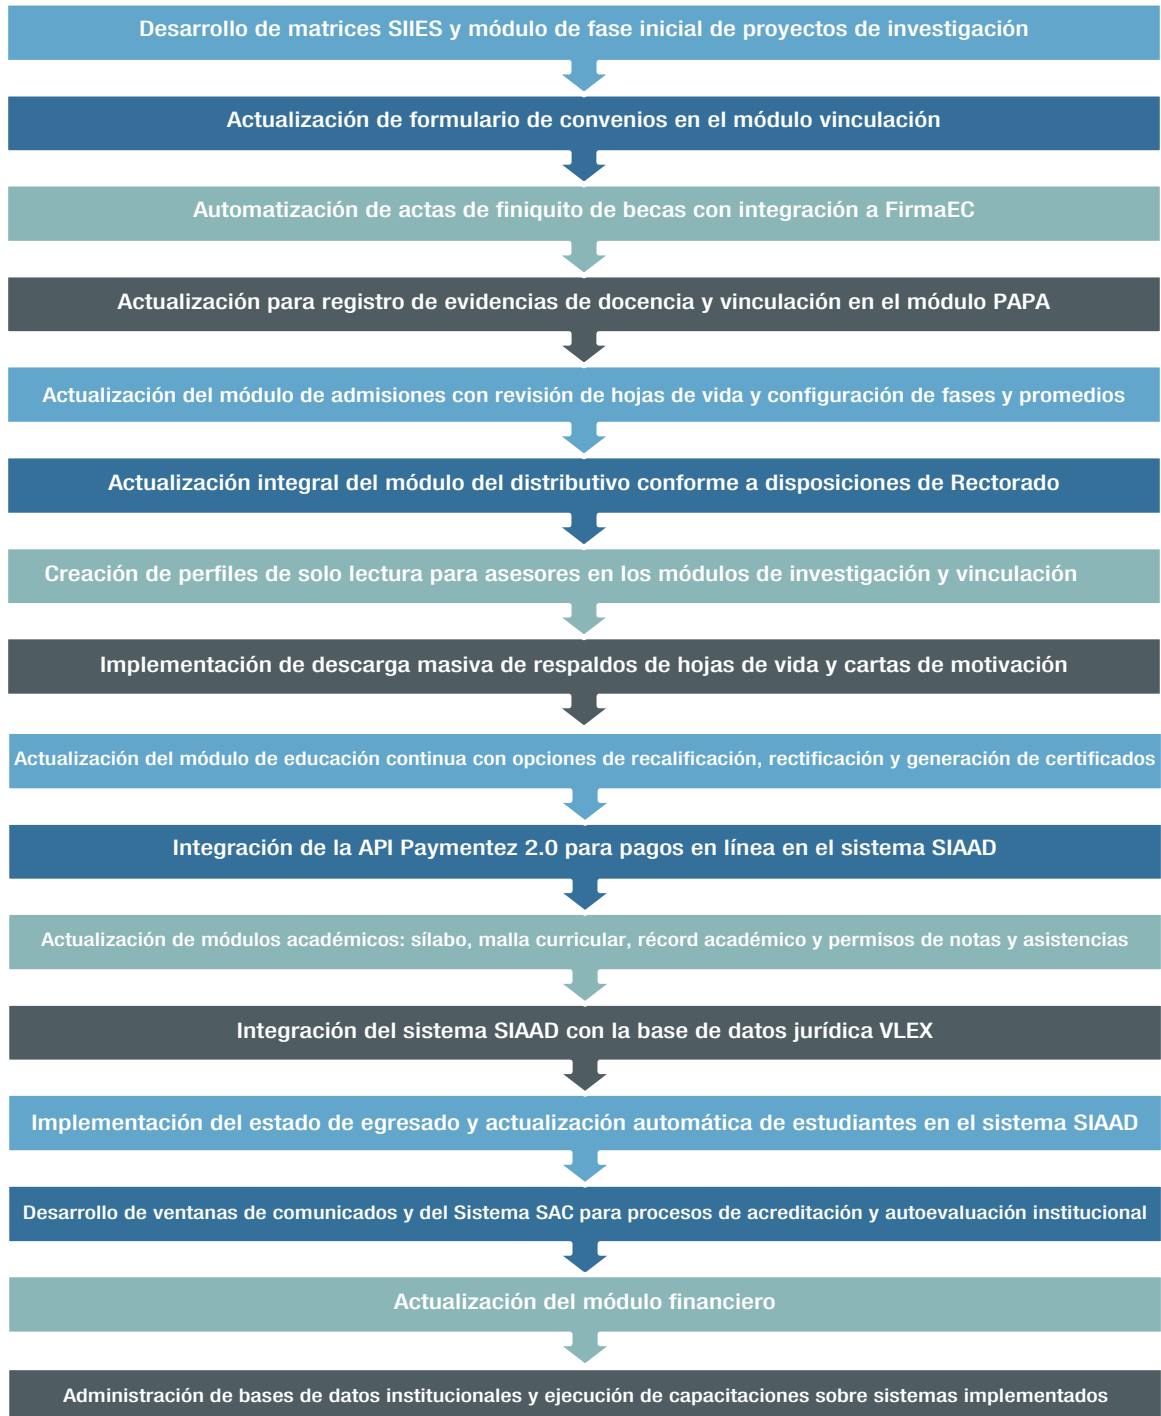 Desarrollo de matrices SIIES y módulo de fase inicial de proyectos de investigación
Actualización de formulario de convenios en el módulo vinculación
Automatización de actas de finiquito de becas con integración a FirmaEC
Actualización para registro de evidencias de docencia y vinculación en el módulo PAPA
Actualización del módulo de admisiones con revisión de hojas de vida y configuración de fases y promedios
Actualización integral del módulo del distributivo conforme a disposiciones de Rectorado
Creación de perfiles de solo lectura para asesores en los módulos de investigación y vinculación
Implementación de descarga masiva de respaldos de hojas de vida y cartas de motivación
Actualización del módulo de educación continua con opciones de recalificación, rectificación y generación de certificados
Integración de la API Paymentez 2.0 para pagos en línea en el sistema SIAAD
Actualización de módulos académicos: sílabo, malla curricular, récord académico y permisos de notas y asistencias
Integración del sistema SIAAD con la base de datos jurídica VLEX
Implementación del estado de egresado y actualización automática de estudiantes en el sistema SIAAD
Desarrollo de ventanas de comunicados y del Sistema SAC para procesos de acreditación y autoevaluación institucional
Actualización del módulo financiero
Administración de bases de datos institucionales y ejecución de capacitaciones sobre sistemas implementados